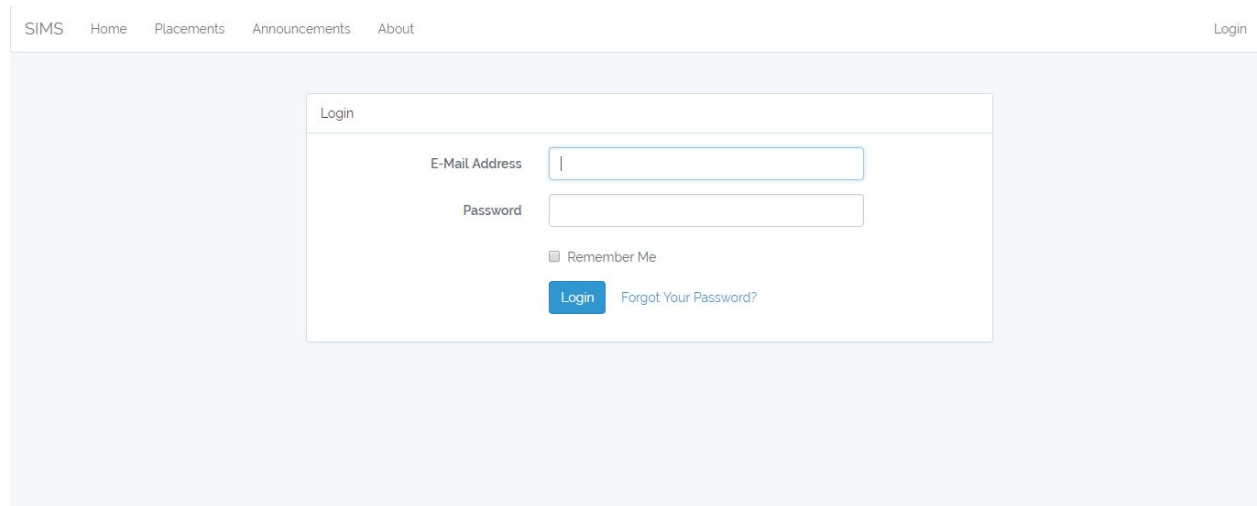 SIMS Home Placements Announcements About Login
Login
E-Mail Address
Password
Remember Me
Login Forgot Your Password?